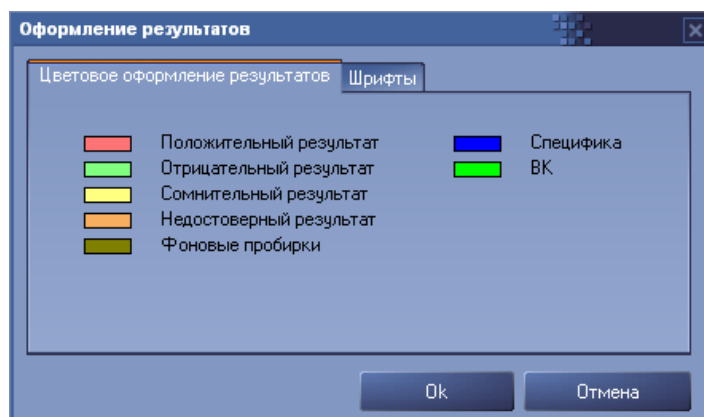 Оформление результатов
Цветовое оформление результатов
Шрифты
Положительный результат
Специфика
Отрицательный результат
ВК
Сомнительный результат
Недостоверный результат
Фоновые пробирки
Ok
Отмена